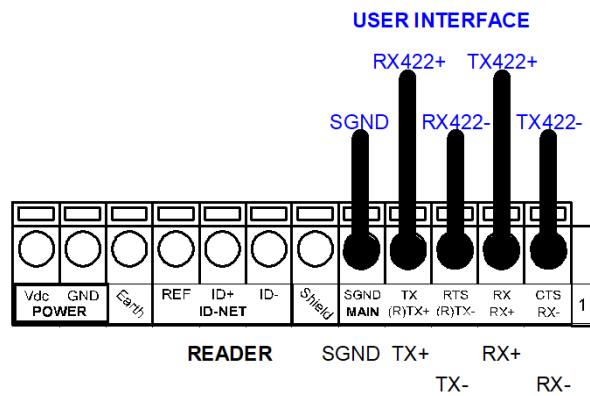 USER INTERFACE
RX422+ TX422+
SGND RX422- TX422-
Vdc GND Earth REF ID+ ID- Shield SGND TX RTS RX CTS
POWER ID-NET MAIN (R)TX+ (R)TX- RX+ RX- 1
READER SGND TX+ RX+
TX- RX-